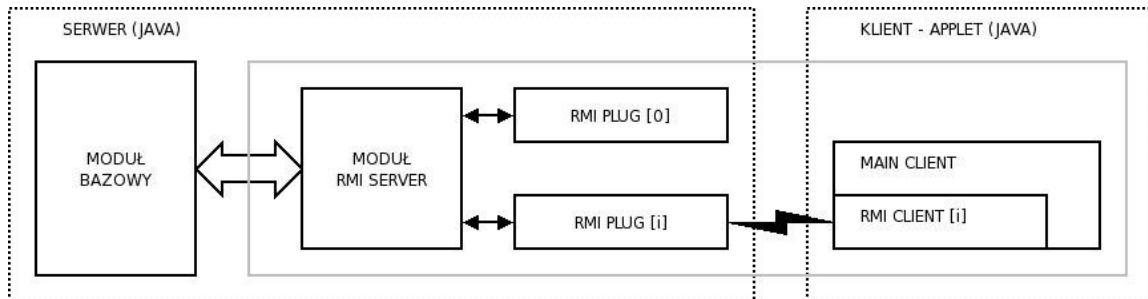 SERWER (JAVA)
KLIENT - APPLET (JAVA)
MODUŁ
BAZOWY
MODUŁ
RMI SERVER
RMI PLUG [0]
RMI PLUG [i]
MAIN CLIENT
RMI CLIENT [i]